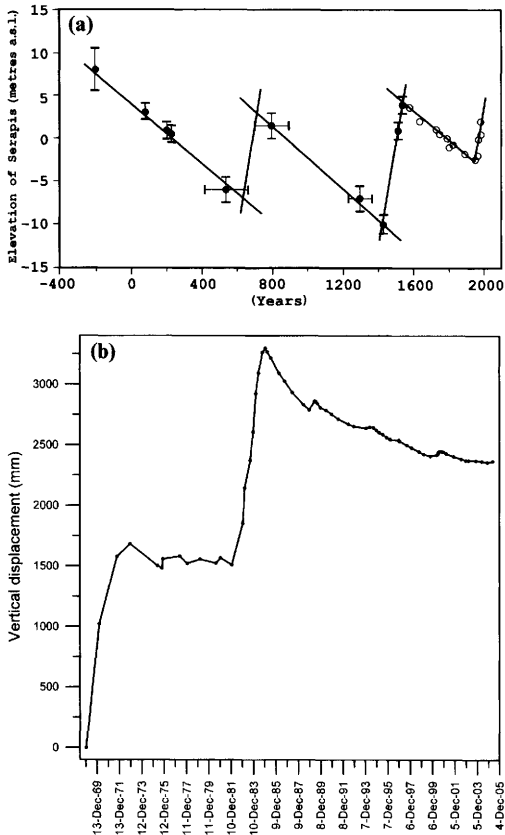 (a)
Elevation of Serapis (metres a.s.l.)
15
10
5
0
-5
-10
-15
-400
0
400
800
1200
1600
2000
(Years)
(b)
Vertical displacement (mm)
3000
2500
2000
1500
1000
500
0
13-Dec-69
13-Dec-71
12-Dec-73
12-Dec-75
11-Dec-77
11-Dec-79
10-Dec-81
10-Dec-83
9-Dec-85
9-Dec-87
8-Dec-89
8-Dec-91
7-Dec-93
7-Dec-95
6-Dec-97
6-Dec-99
5-Dec-01
5-Dec-03
4-Dec-05